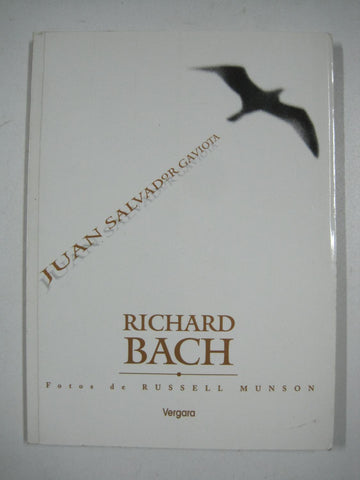 JUAN SALVADOR GAVIOTA
RICHARD
BACH
Fotos de RUSSELL MUNSON
Vergara